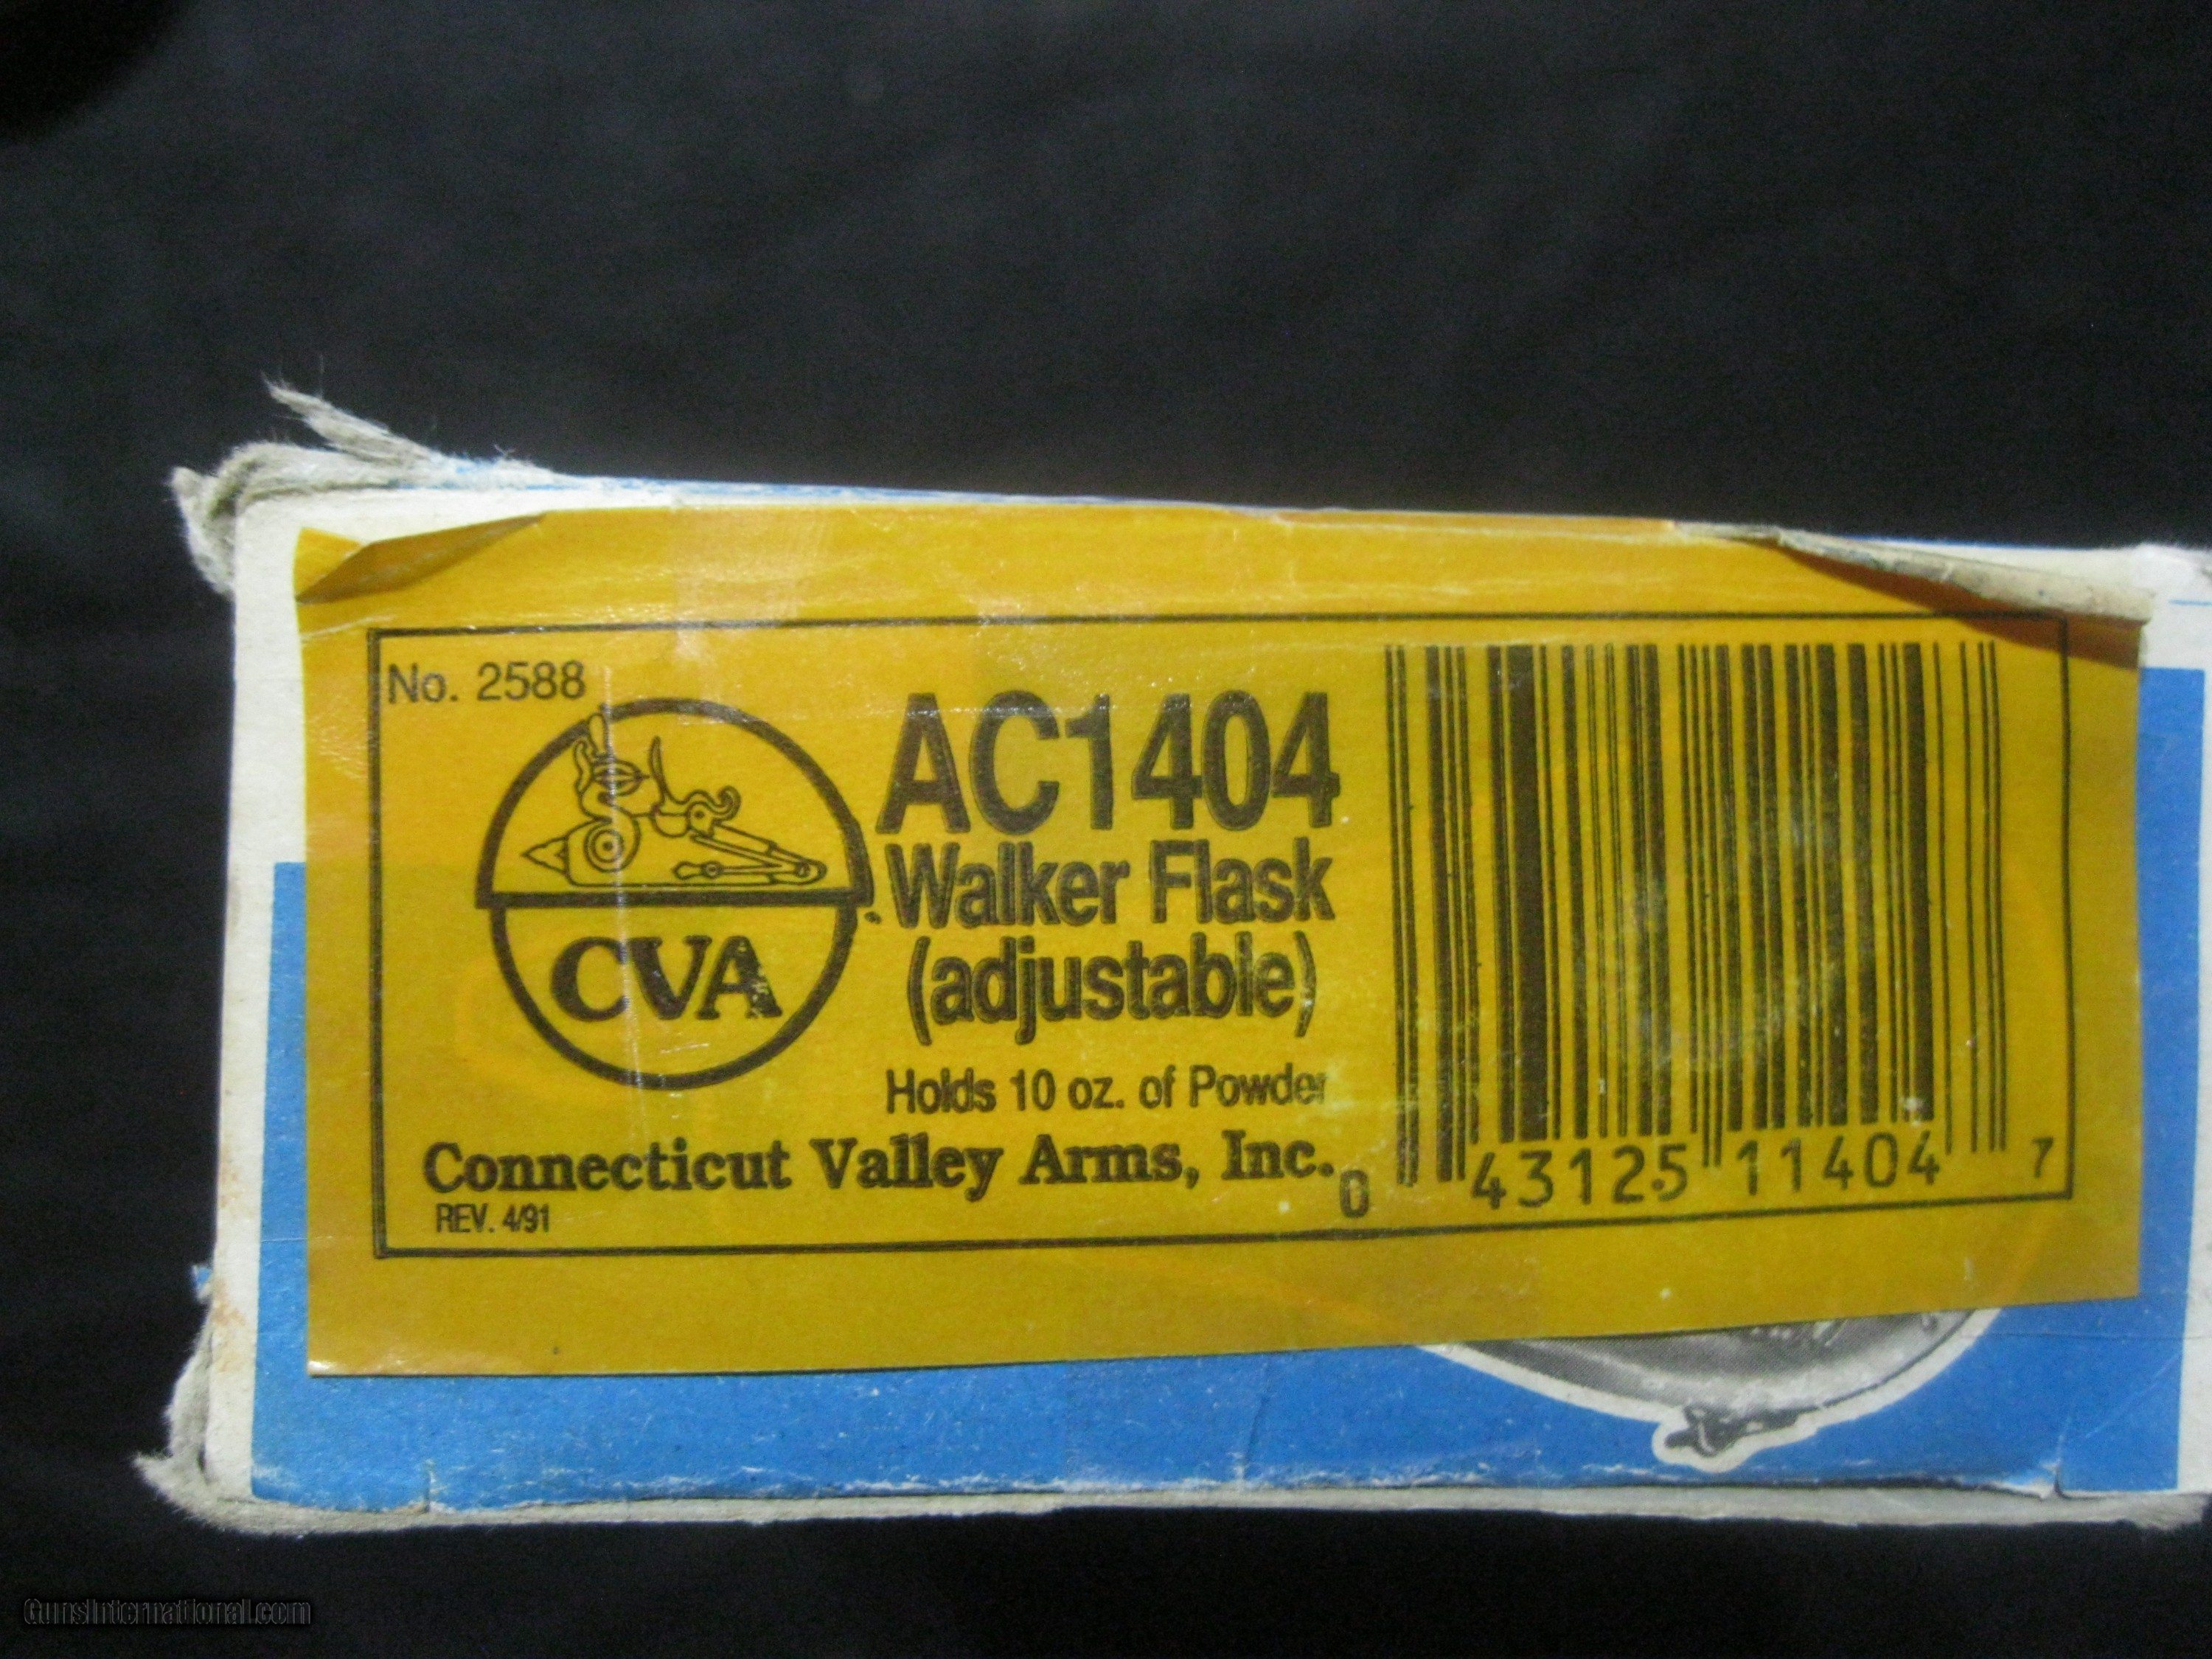 No. 2588
AC1404
Walker Flask
(adjustable)
CVA
Holds 10 oz. of Powder
Connecticut Valley Arms, Inc.
REV. 4/91
0 43125 11404 7
GunsInternational.com